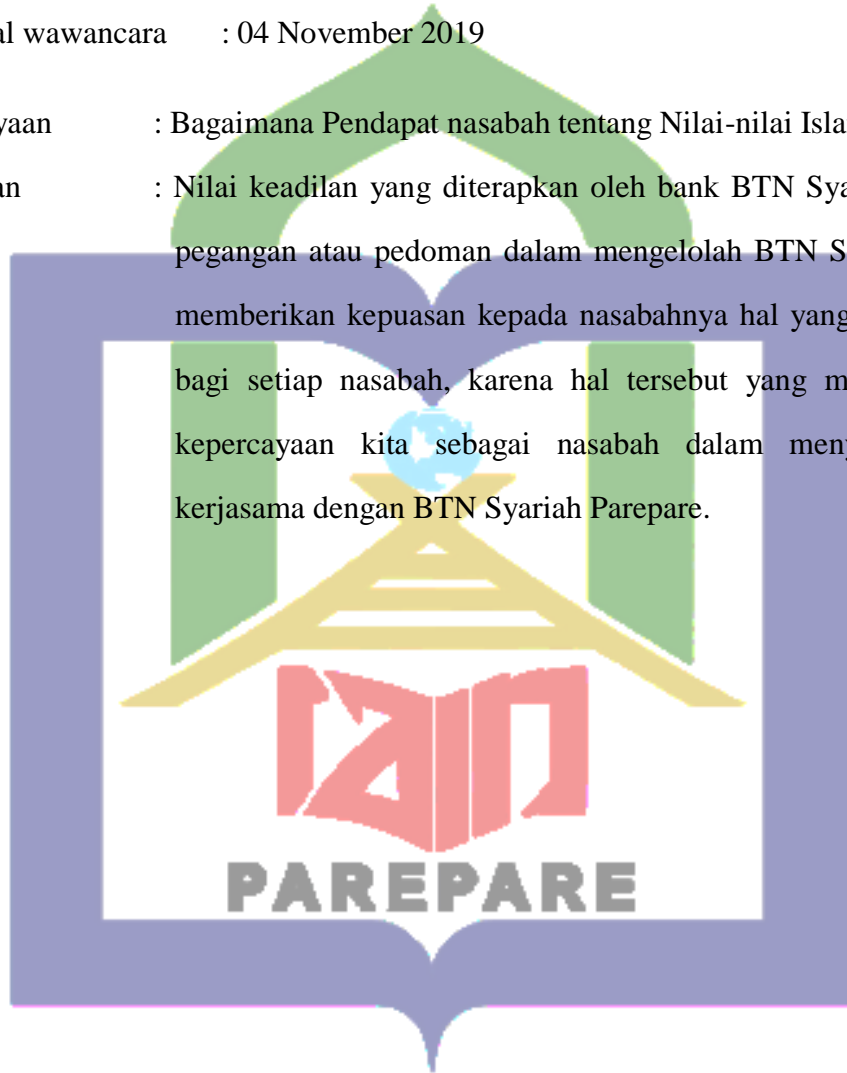 al wawancara : 04 November 2019
yaan : Bagaimana Pendapat nasabah tentang Nilai-nilai Isla
an : Nilai keadilan yang diterapkan oleh bank BTN Sya
pegangan atau pedoman dalam mengelolah BTN S
memberikan kepuasan kepada nasabahnya hal yang
bagi setiap nasabah, karena hal tersebut yang m
kepercayaan kita sebagai nasabah dalam meny
kerjasama dengan BTN Syariah Parepare.
iain
PAREPARE